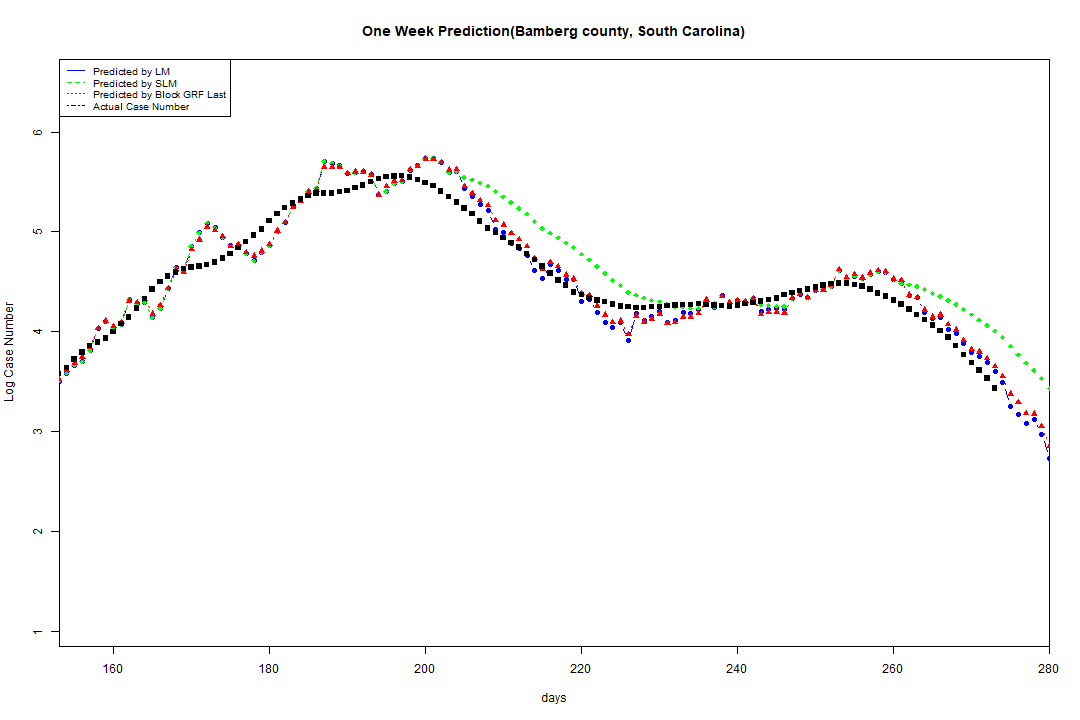 One Week Prediction(Bamberg county, South Carolina)
Predicted by LM
Predicted by SLM
Predicted by Block GRF Last
Actual Case Number
6
5
4
3
2
1
Log Case Number
160 180 200 220 240 260 280
days